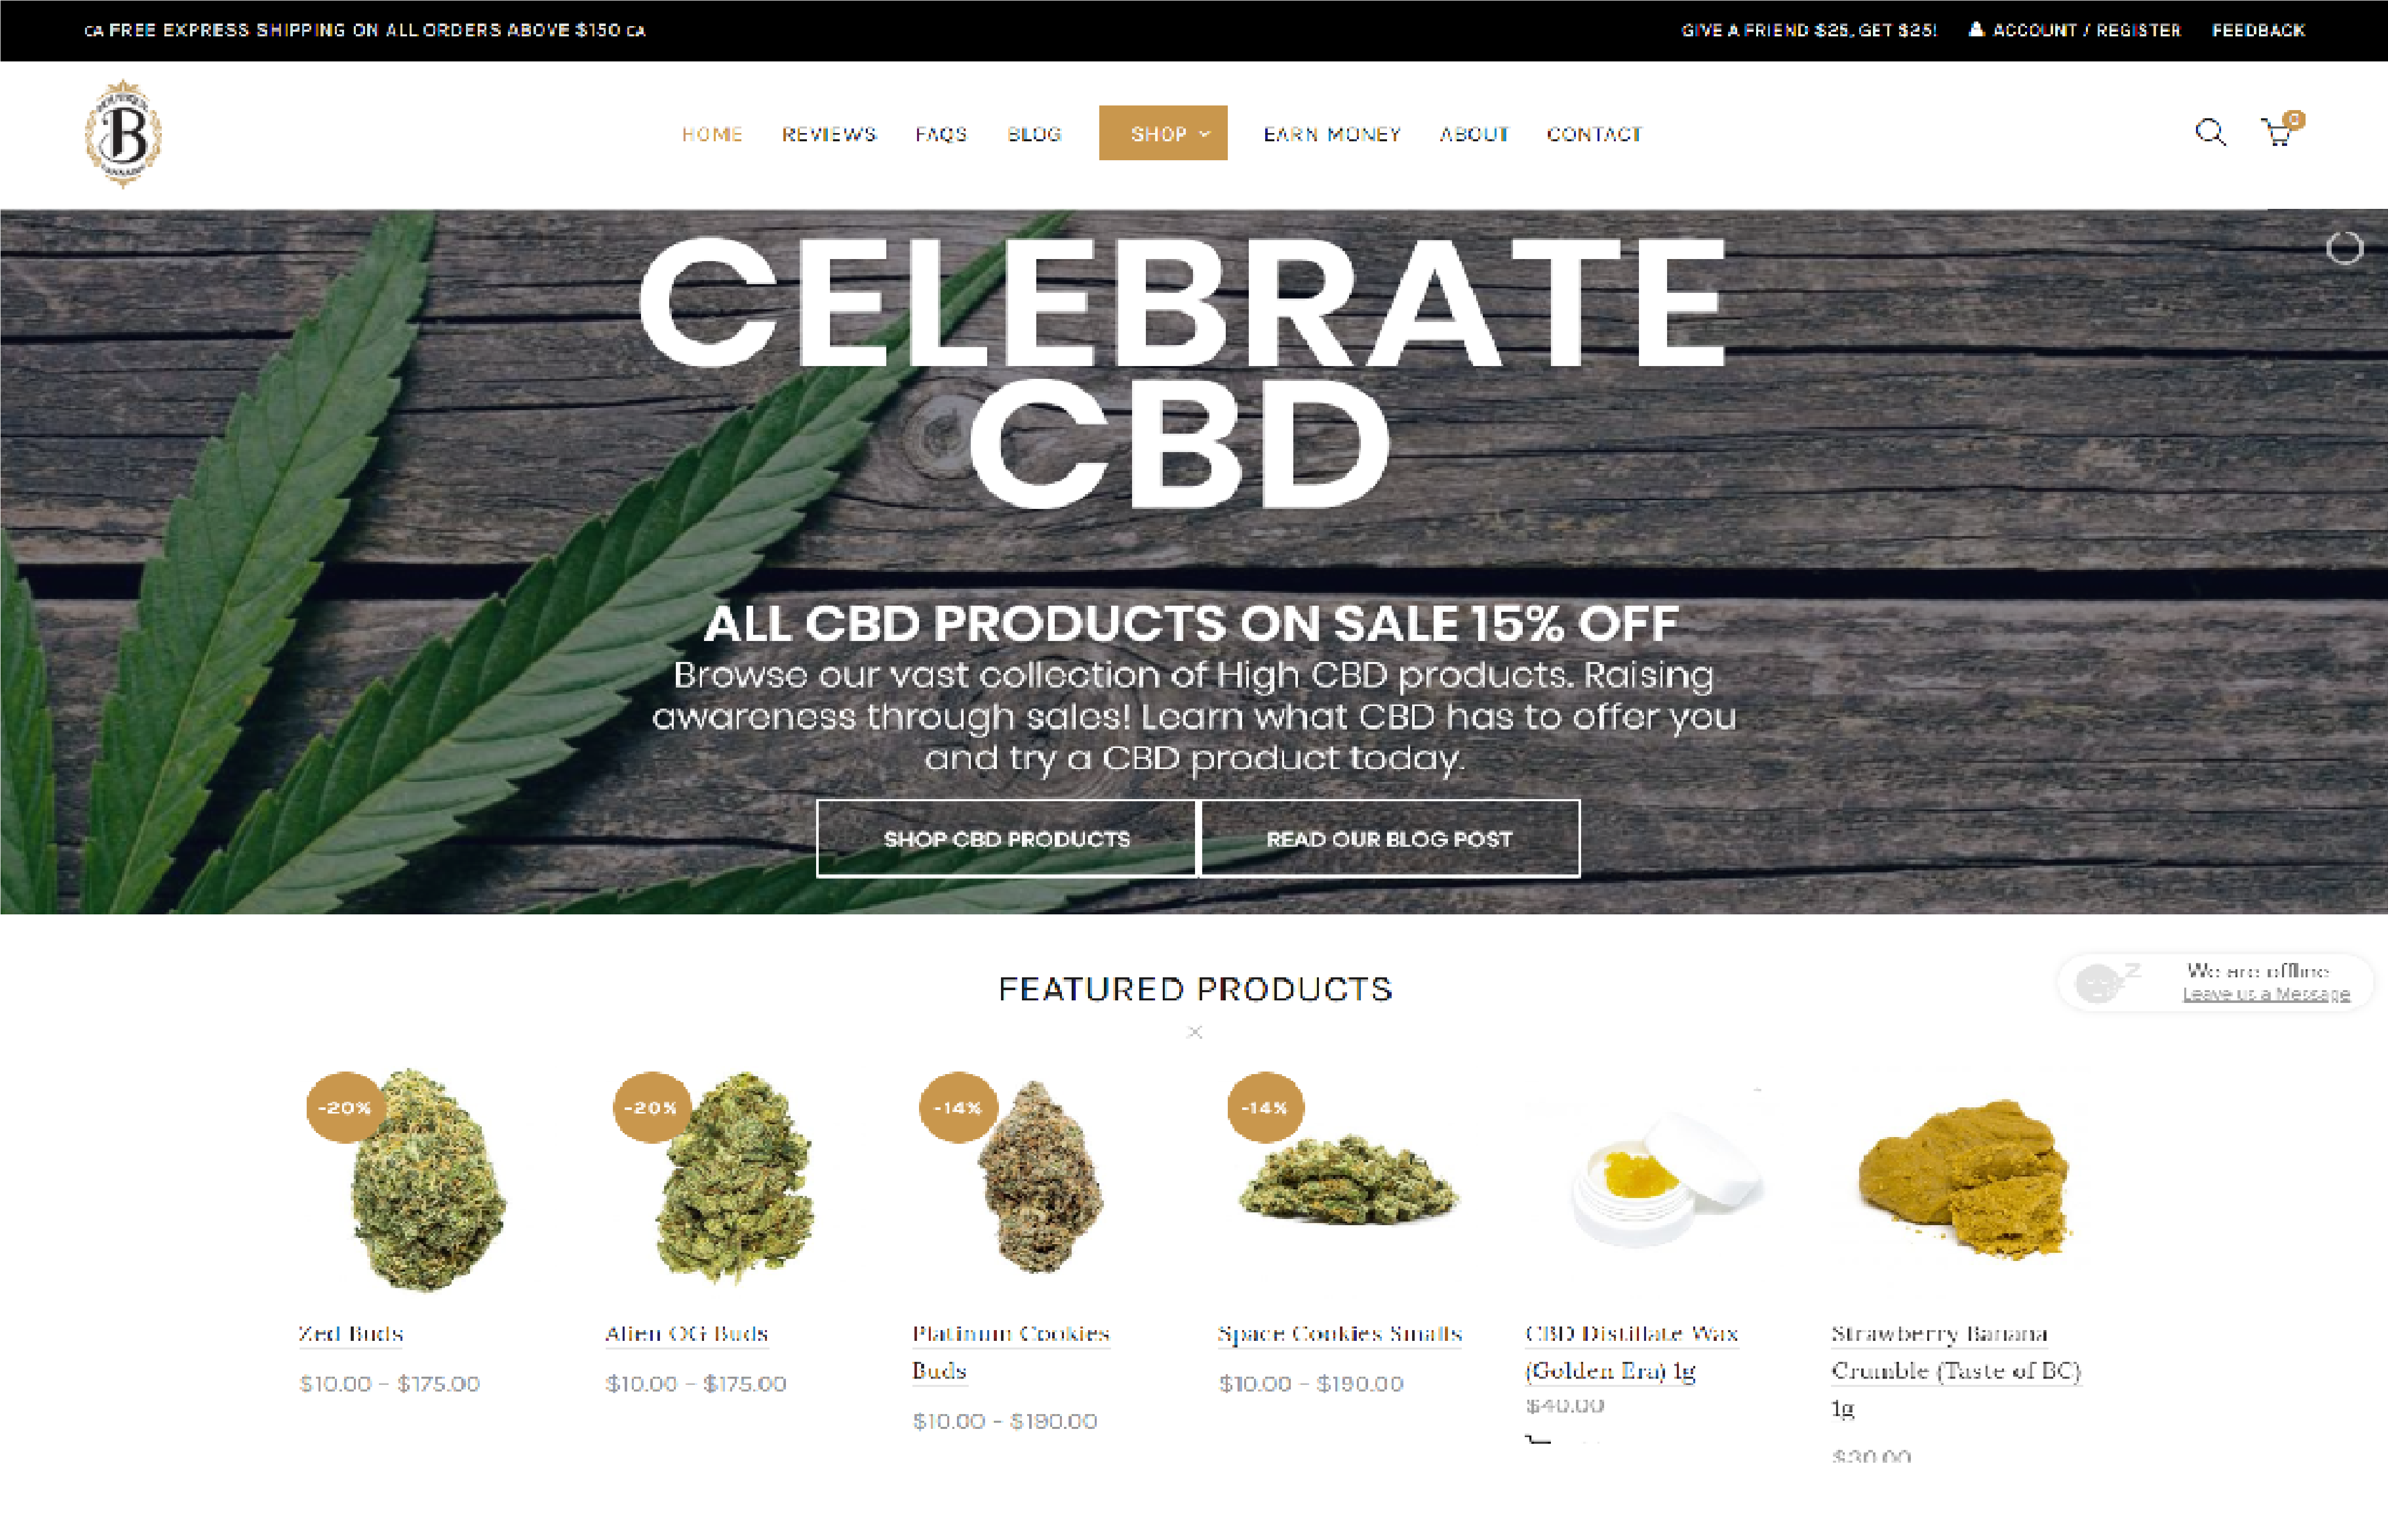 CA FREE EXPRESS SHIPPING ON ALL ORDERS ABOVE $150 CA
GIVE A FRIEND $25, GET $25! ACCOUNT / REGISTER FEEDBACK
B
HOME REVIEWS FAQS BLOG SHOP EARN MONEY ABOUT CONTACT
0
CELEBRATE
CBD
ALL CBD PRODUCTS ON SALE 15% OFF
Browse our vast collection of High CBD products. Raising
awareness through sales! Learn what CBD has to offer you
and try a CBD product today.
SHOP CBD PRODUCTS READ OUR BLOG POST
FEATURED PRODUCTS
We are offline
Leave us a Message
-20% -20% -14% -14%
Zed Buds
$10.00 – $175.00
Alien OG Buds
$10.00 – $175.00
Platinum Cookies
Buds
$10.00 – $190.00
Space Cookies Smalls
$10.00 – $190.00
CBD Distillate Wax
(Golden Era) 1g
$40.00
Strawberry Banana
Crumble (Taste of BC)
1g
$30.00